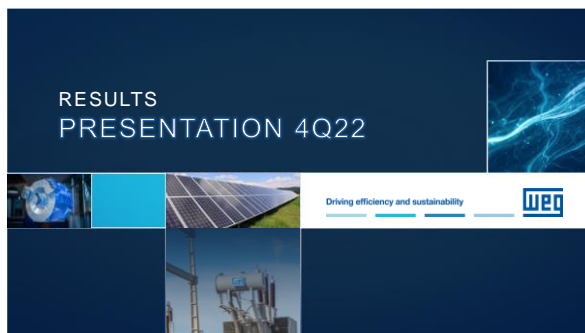 RESULTS
PRESENTATION 4Q22
Driving efficiency and sustainability
weg